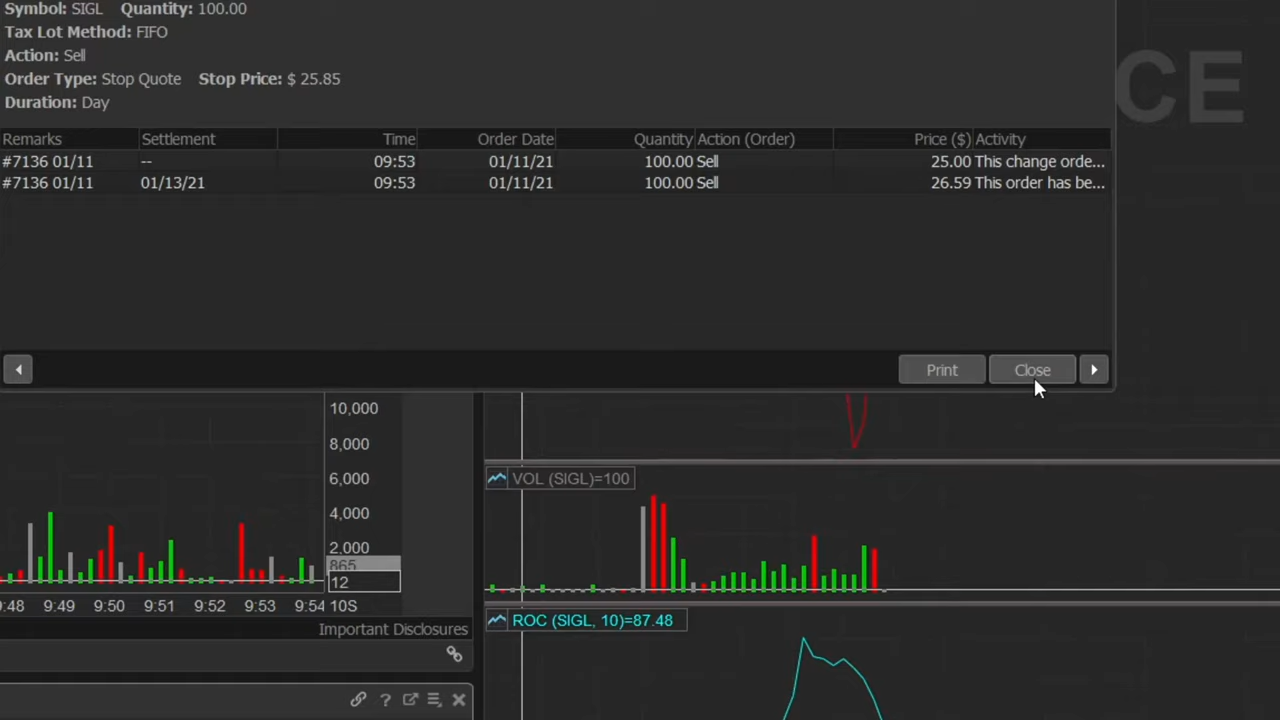 Symbol: SIGL Quantity: 100.00
Tax Lot Method: FIFO
Action: Sell
Order Type: Stop Quote Stop Price: $ 25.85
Duration: Day
CE
Remarks Settlement Time Order Date Quantity Action (Order) Price ($) Activity
#7136 01/11 -- 09:53 01/11/21 100.00 Sell 25.00 This change orde...
#7136 01/11 01/13/21 09:53 01/11/21 100.00 Sell 26.59 This order has be...
Print Close
10,000
8,000
6,000
4,000
2,000
865
12
9:48 9:49 9:50 9:51 9:52 9:53 9:54 10S
Important Disclosures
VOL (SIGL)=100
ROC (SIGL, 10)=87.48